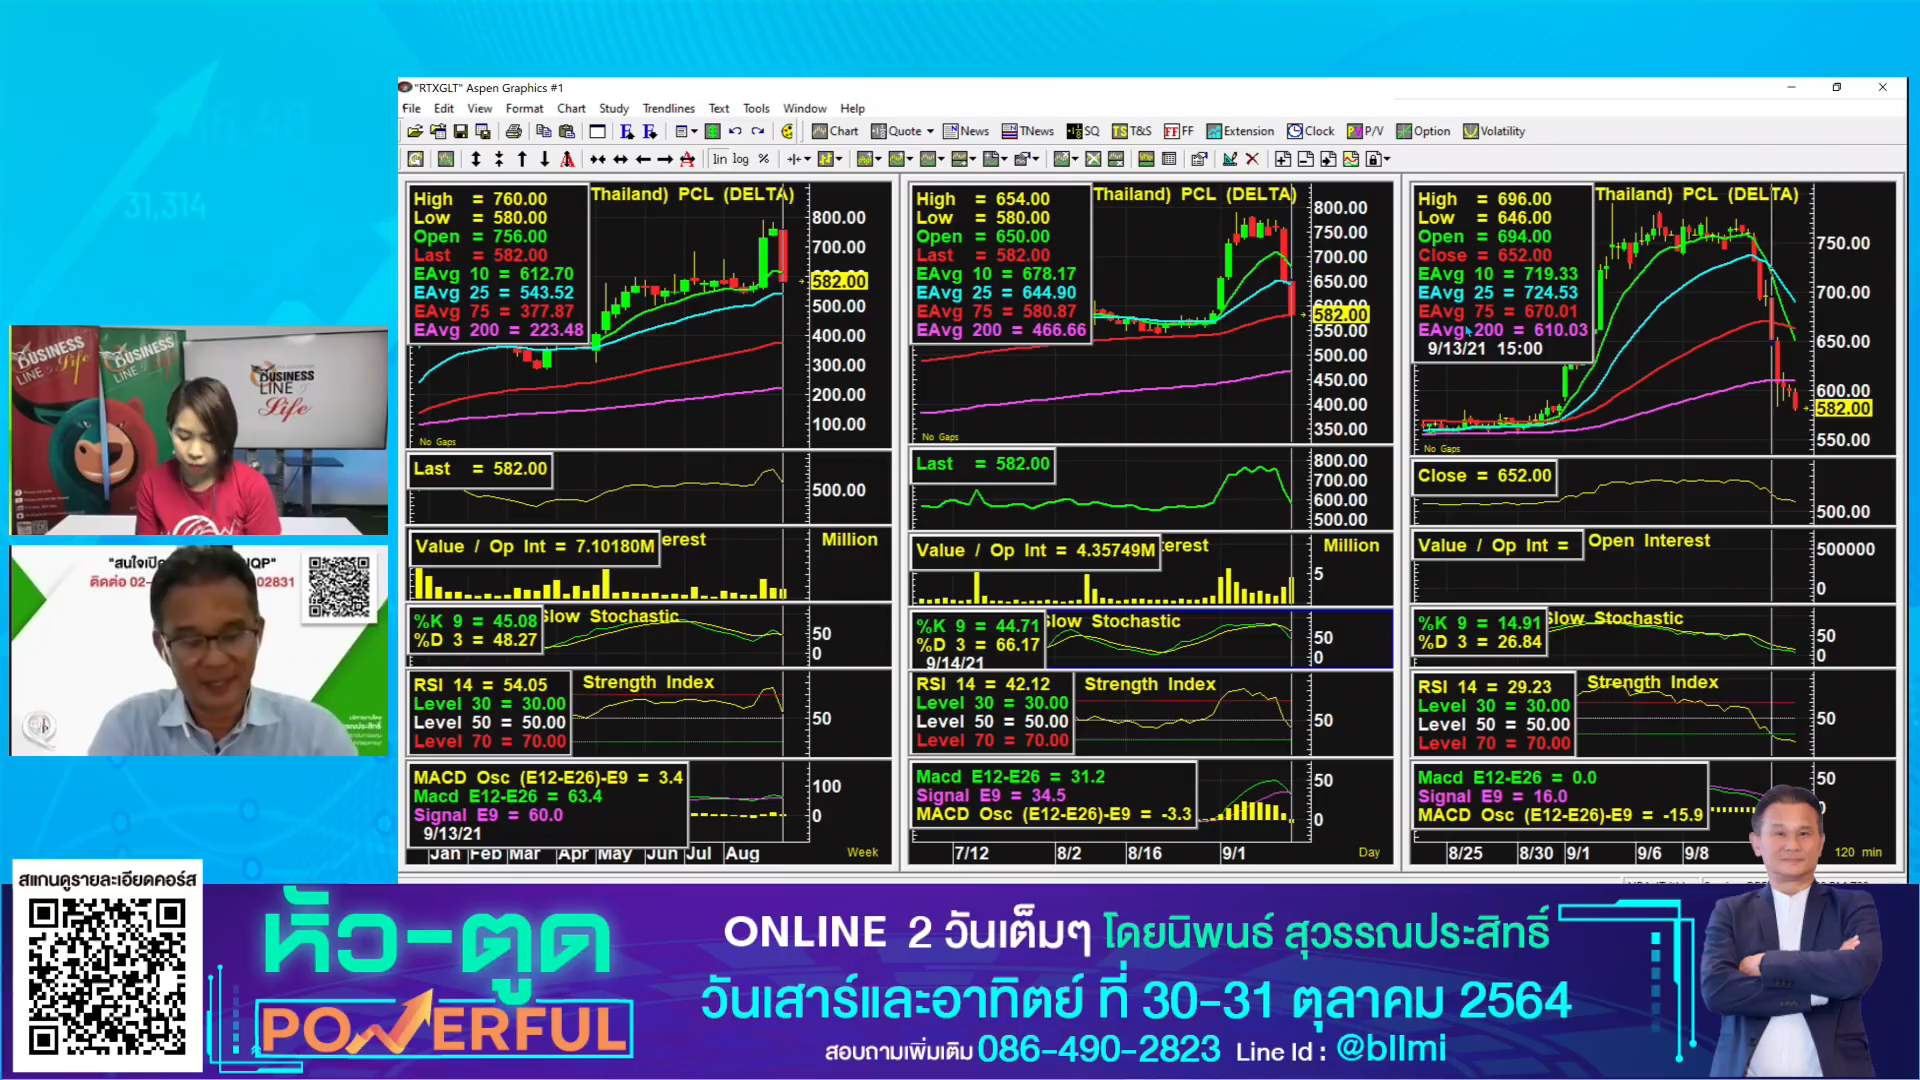 "RTXGLT" Aspen Graphics #1
File Edit View Format Chart Study Trendlines Text Tools Window Help
Chart Quote News TNews SQ T&S FF Extension Clock P/V Option Volatility
lin log %
31,314
High = 760.00
Low = 580.00
Open = 756.00
Last = 582.00
EAvg 10 = 612.70
EAvg 25 = 543.52
EAvg 75 = 377.87
EAvg 200 = 223.48
Thailand) PCL (DELTA)
800.00
700.00
582.00
500.00
400.00
300.00
200.00
100.00
No Gaps
Last = 582.00
500.00
Value / Op Int = 7.10180M
Million
%K 9 = 45.08
%D 3 = 48.27
Slow Stochastic
50
0
RSI 14 = 54.05
Level 30 = 30.00
Level 50 = 50.00
Level 70 = 70.00
Strength Index
50
MACD Osc (E12-E26)-E9 = 3.4
Macd E12-E26 = 63.4
Signal E9 = 60.0
9/13/21
100
0
Jan Feb Mar Apr May Jun Jul Aug Week
High = 654.00
Low = 580.00
Open = 650.00
Last = 582.00
EAvg 10 = 678.17
EAvg 25 = 644.90
EAvg 75 = 580.87
EAvg 200 = 466.66
Thailand) PCL (DELTA)
800.00
750.00
700.00
650.00
600.00
582.00
550.00
500.00
450.00
400.00
350.00
No Gaps
Last = 582.00
800.00
700.00
600.00
500.00
Value / Op Int = 4.35749M
Million
5
%K 9 = 44.71
%D 3 = 66.17
9/14/21
Slow Stochastic
50
0
RSI 14 = 42.12
Level 30 = 30.00
Level 50 = 50.00
Level 70 = 70.00
Strength Index
50
Macd E12-E26 = 31.2
Signal E9 = 34.5
MACD Osc (E12-E26)-E9 = -3.3
50
0
7/12 8/2 8/16 9/1 Day
High = 696.00
Low = 646.00
Open = 694.00
Close = 652.00
EAvg 10 = 719.33
EAvg 25 = 724.53
EAvg 75 = 670.01
EAvg 200 = 610.03
9/13/21 15:00
Thailand) PCL (DELTA)
750.00
700.00
650.00
600.00
582.00
550.00
No Gaps
Close = 652.00
500.00
Value / Op Int =
Open Interest
500000
0
%K 9 = 14.91
%D 3 = 26.84
Slow Stochastic
50
0
RSI 14 = 29.23
Level 30 = 30.00
Level 50 = 50.00
Level 70 = 70.00
Strength Index
50
Macd E12-E26 = 0.0
Signal E9 = 16.0
MACD Osc (E12-E26)-E9 = -15.9
50
8/25 8/30 9/1 9/6 9/8 120 min
BUSINESS LINE Life
BUSINESS LINE Life
BUSINESS
LINE
Life
"สนใจเปิด
ติดต่อ 02-
02831
สแกนดูรายละเอียดคอร์ส
หัว-ตูด
POWERFUL
ONLINE 2 วันเต็มๆ โดยนิพนธ์ สุวรรณประสิทธิ์
วันเสาร์และอาทิตย์ ที่ 30-31 ตุลาคม 2564
สอบถามเพิ่มเติม 086-490-2823 Line Id : @bllmi